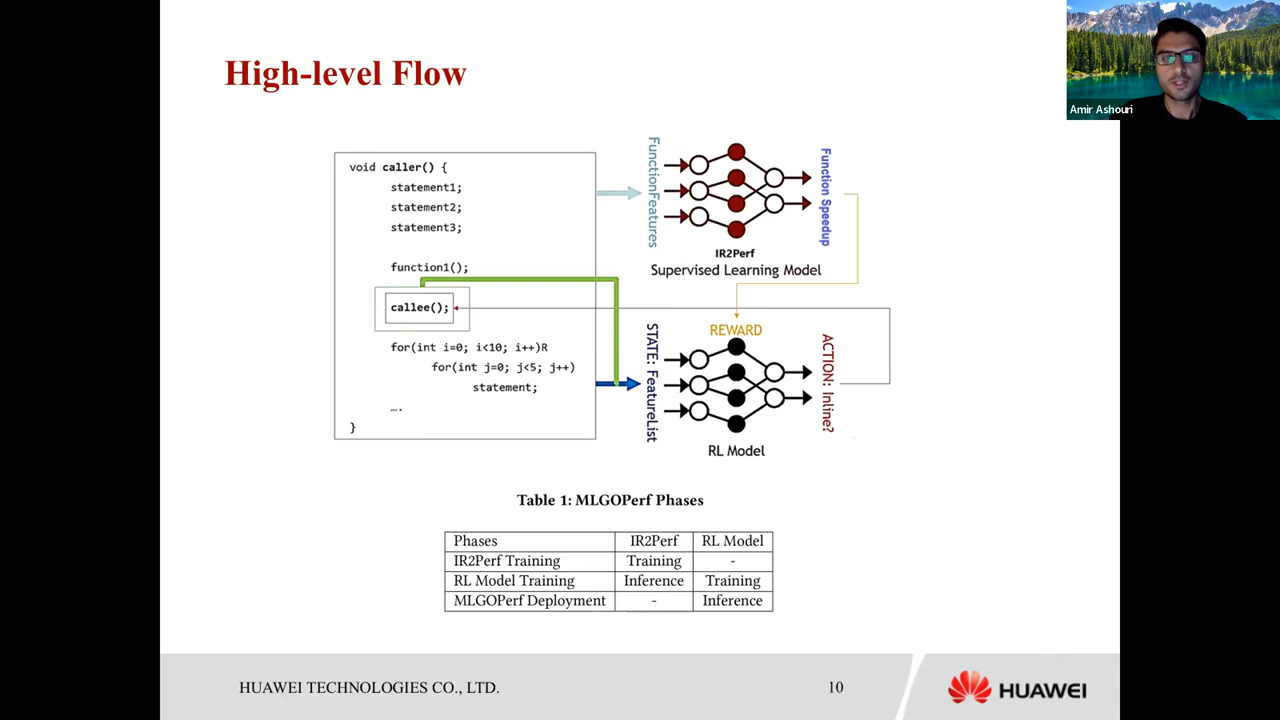 High-level Flow
Amir Ashouri
void caller() {
statement1;
statement2;
statement3;
function1();
callee();
for(int i=0; i<10; i++)R
for(int j=0; j<5; j++)
statement;
….
}
FunctionFeatures
Function Speedup
IR2Perf
Supervised Learning Model
REWARD
STATE: FeatureList
ACTION: Inline?
RL Model
Table 1: MLGOPerf Phases
Phases IR2Perf RL Model
IR2Perf Training Training -
RL Model Training Inference Training
MLGOPerf Deployment - Inference
HUAWEI TECHNOLOGIES CO., LTD.
10
HUAWEI